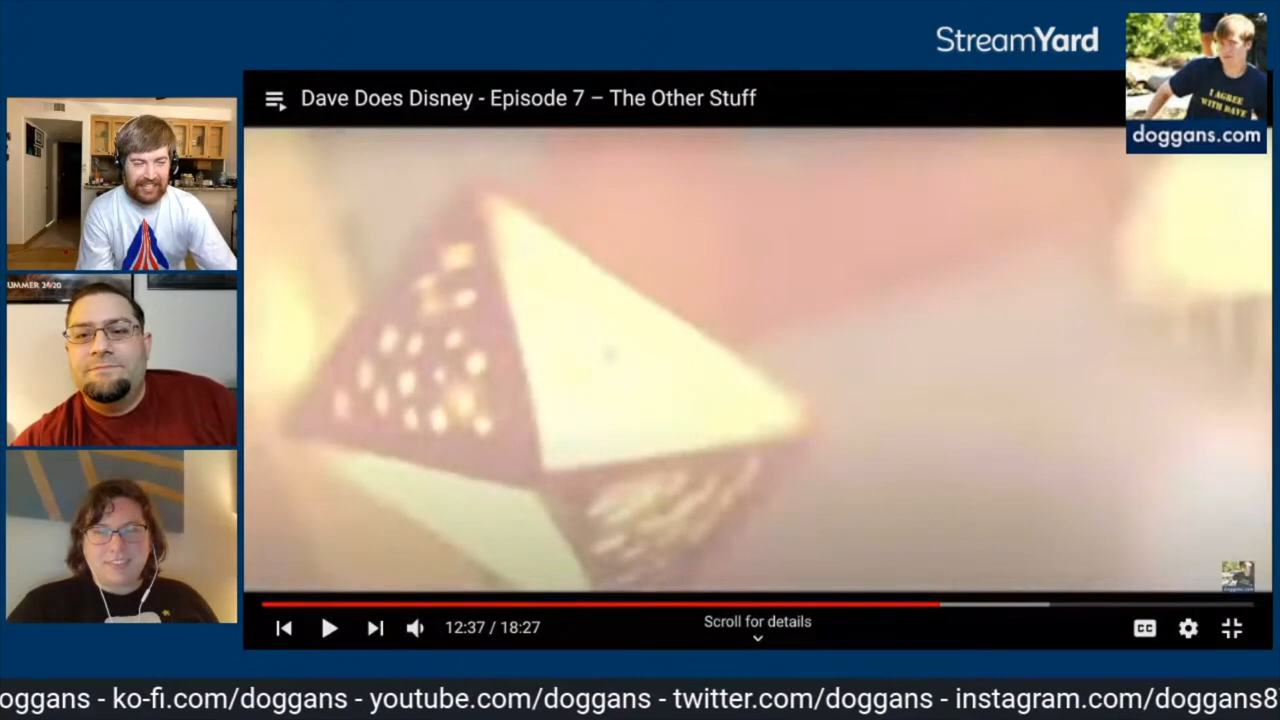 StreamYard
Dave Does Disney - Episode 7 – The Other Stuff
I AGREE
WITH DAVE
doggans.com
UMMER 2020
12:37 / 18:27
Scroll for details
CC
oggans - ko-fi.com/doggans - youtube.com/doggans - twitter.com/doggans - instagram.com/doggans8